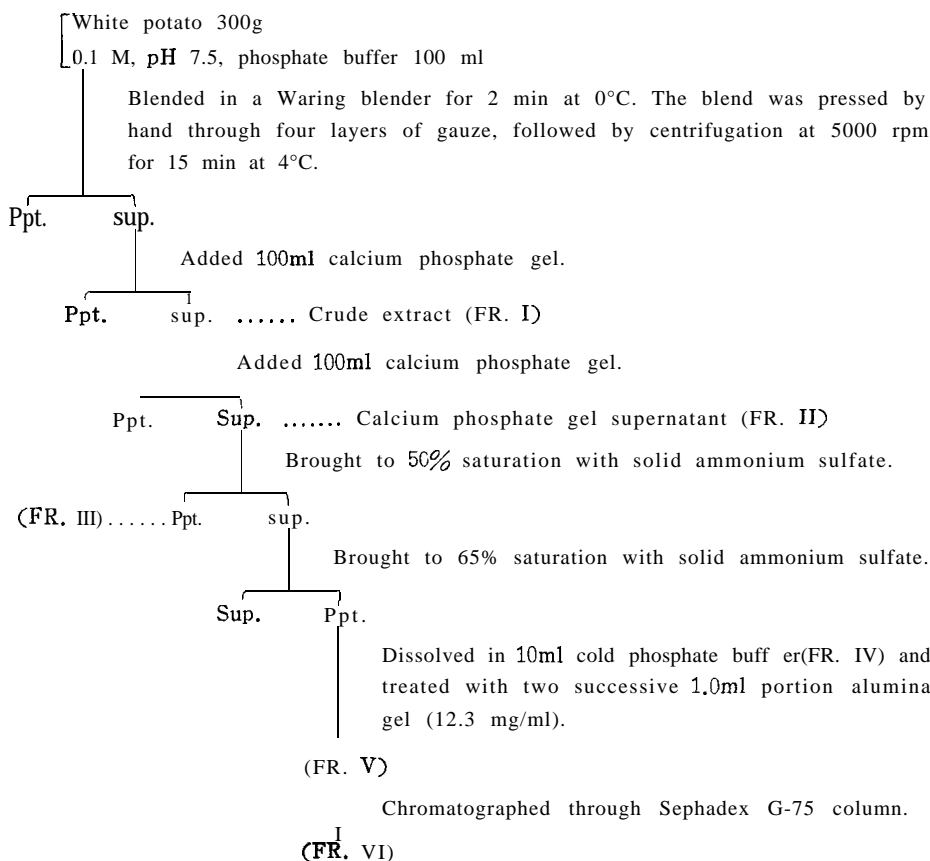 White potato 300g
0.1 M, pH 7.5, phosphate buffer 100 ml
Blended in a Waring blender for 2 min at 0°C. The blend was pressed by
hand through four layers of gauze, followed by centrifugation at 5000 rpm
for 15 min at 4°C.
Ppt. sup.
Added 100ml calcium phosphate gel.
Ppt. sup. ...... Crude extract (FR. I)
Added 100ml calcium phosphate gel.
Ppt. Sup. ....... Calcium phosphate gel supernatant (FR. II)
Brought to 50% saturation with solid ammonium sulfate.
(FR. III) ...... Ppt. sup.
Brought to 65% saturation with solid ammonium sulfate.
Sup. Ppt.
Dissolved in 10ml cold phosphate buff er(FR. IV) and
treated with two successive 1.0ml portion alumina
gel (12.3 mg/ml).
(FR. V)
Chromatographed through Sephadex G-75 column.
(FR. VI)